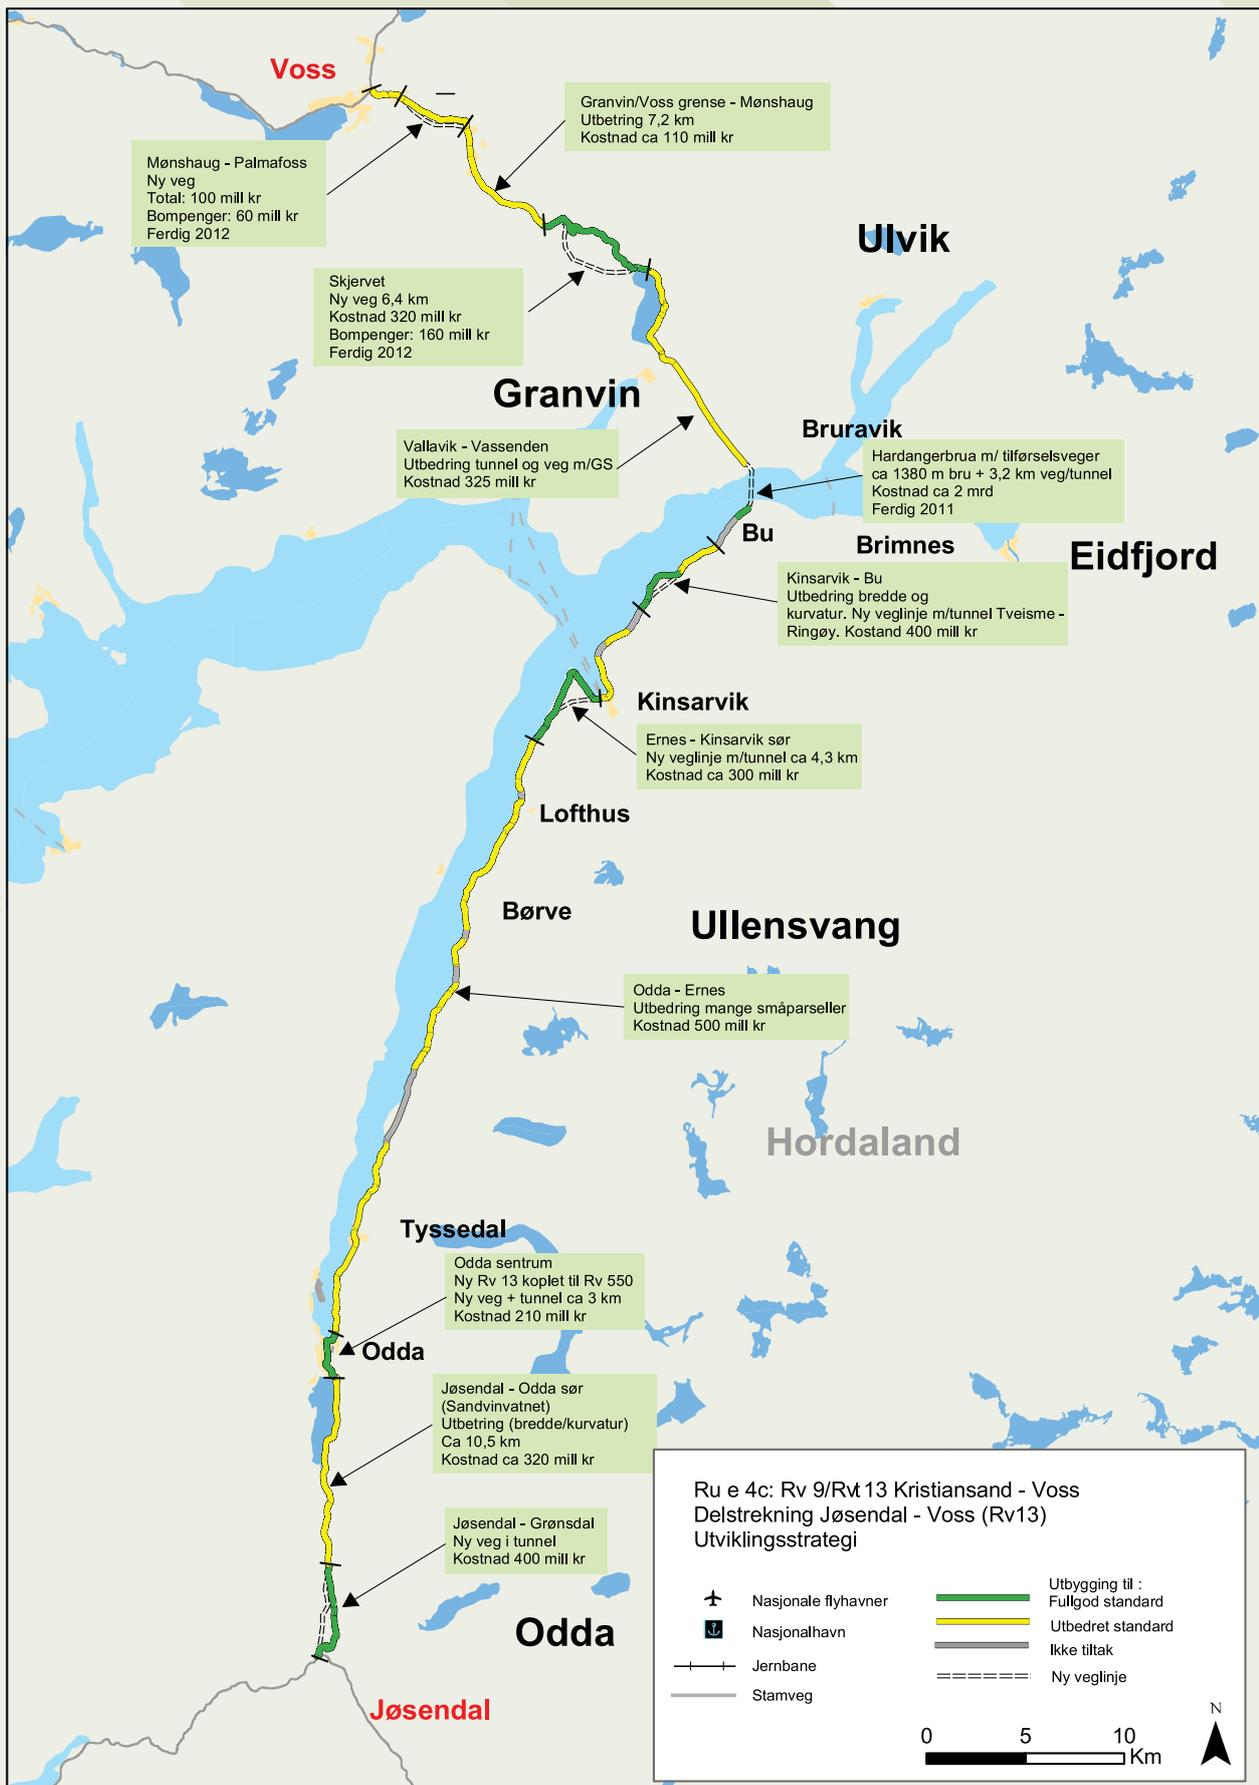 Voss
Granvin/Voss grense - Mønshaug
Utbetring 7,2 km
Kostnad ca 110 mill kr
Mønshaug - Palmafoss
Ny veg
Total: 100 mill kr
Bompenger: 60 mill kr
Ferdig 2012
Ulvik
Skjervet
Ny veg 6,4 km
Kostnad 320 mill kr
Bompenger: 160 mill kr
Ferdig 2012
Granvin
Bruravik
Vallavik - Vassenden
Utbedring tunnel og veg m/GS
Kostnad 325 mill kr
Hardangerbrua m/ tilførselsveger
ca 1380 m bru + 3,2 km veg/tunnel
Kostnad ca 2 mrd
Ferdig 2011
Bu
Brimnes
Eidfjord
Kinsarvik - Bu
Utbedring bredde og
kurvatur. Ny veglinje m/tunnel Tveisme -
Ringøy. Kostand 400 mill kr
Kinsarvik
Ernes - Kinsarvik sør
Ny veglinje m/tunnel ca 4,3 km
Kostnad ca 300 mill kr
Lofthus
Børve
Ullensvang
Odda - Ernes
Utbedring mange småparseller
Kostnad 500 mill kr
Hordaland
Tyssedal
Odda sentrum
Ny Rv 13 koplet til Rv 550
Ny veg + tunnel ca 3 km
Kostnad 210 mill kr
Odda
Jøsendal - Odda sør
(Sandvinvatnet)
Utbetring (bredde/kurvatur)
Ca 10,5 km
Kostnad ca 320 mill kr
Jøsendal - Grønsdal
Ny veg i tunnel
Kostnad 400 mill kr
Odda
Jøsendal
Ru e 4c: Rv 9/Rvt 13 Kristiansand - Voss
Delstrekning Jøsendal - Voss (Rv13)
Utviklingsstrategi
Nasjonale flyhavner
Nasjonalhavn
Jernbane
Stamveg
Utbygging til :
Fullgod standard
Utbedret standard
Ikke tiltak
Ny veglinje
0 5 10
Km
N